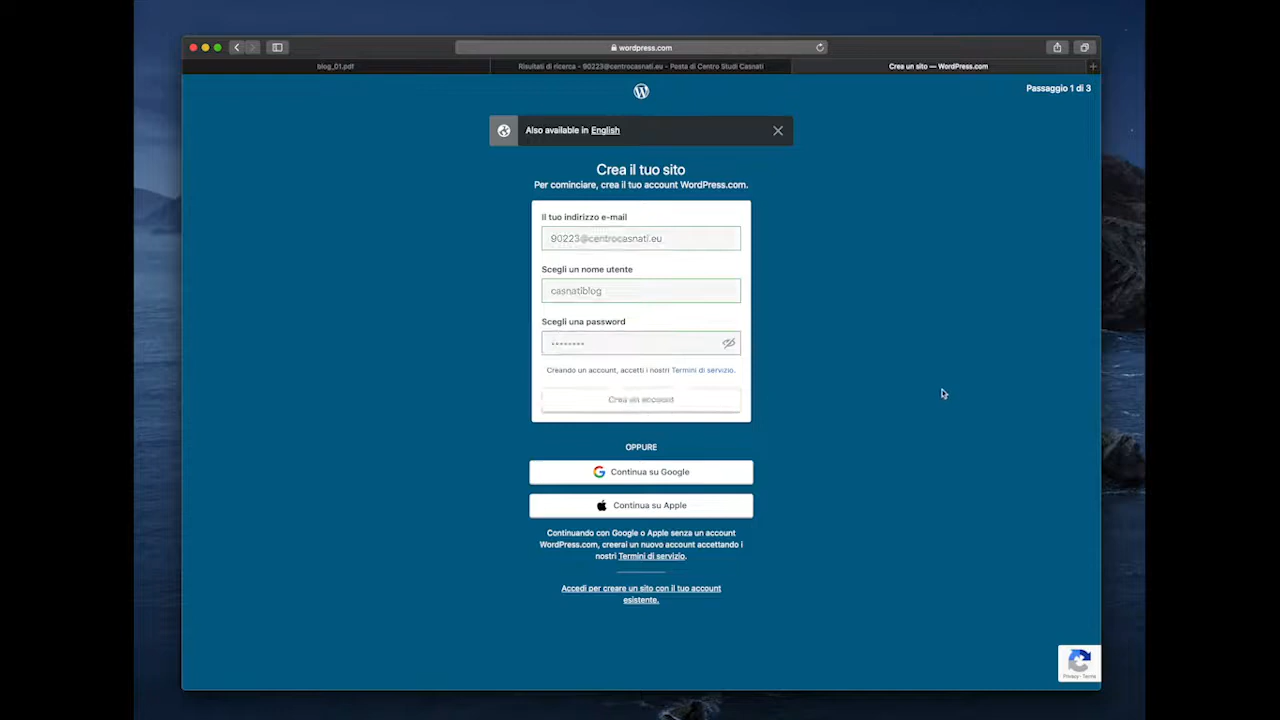 wordpress.com
blog_01.pdf
Risultati di ricerca - 90223@centrocasnati.eu - Posta di Centro Studi Casnati
Crea un sito — WordPress.com
Passaggio 1 di 3
Also available in English
Crea il tuo sito
Per cominciare, crea il tuo account WordPress.com.
Il tuo indirizzo e-mail
90223@centrocasnati.eu
Scegli un nome utente
casnatiblog
Scegli una password
••••••••
Creando un account, accetti i nostri Termini di servizio.
Crea un account
OPPURE
Continua su Google
Continua su Apple
Continuando con Google o Apple senza un account
WordPress.com, creerai un nuovo account accettando i
nostri Termini di servizio.
Accedi per creare un sito con il tuo account
esistente.
Privacy - Terms